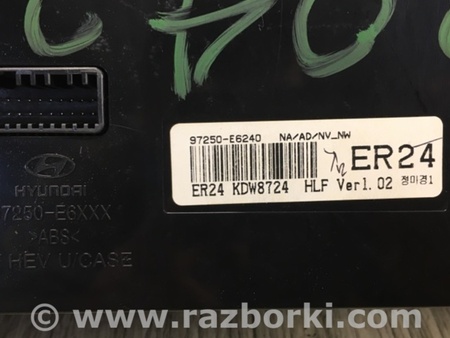 97250-E6240 NA/AD/NV_NW
ER24
ER24 KDW8724 HLF Ver1.02 정미경1
HYUNDAI
97250-E6XXX
>ABS<
HEV U/CASE
www.razborki.com